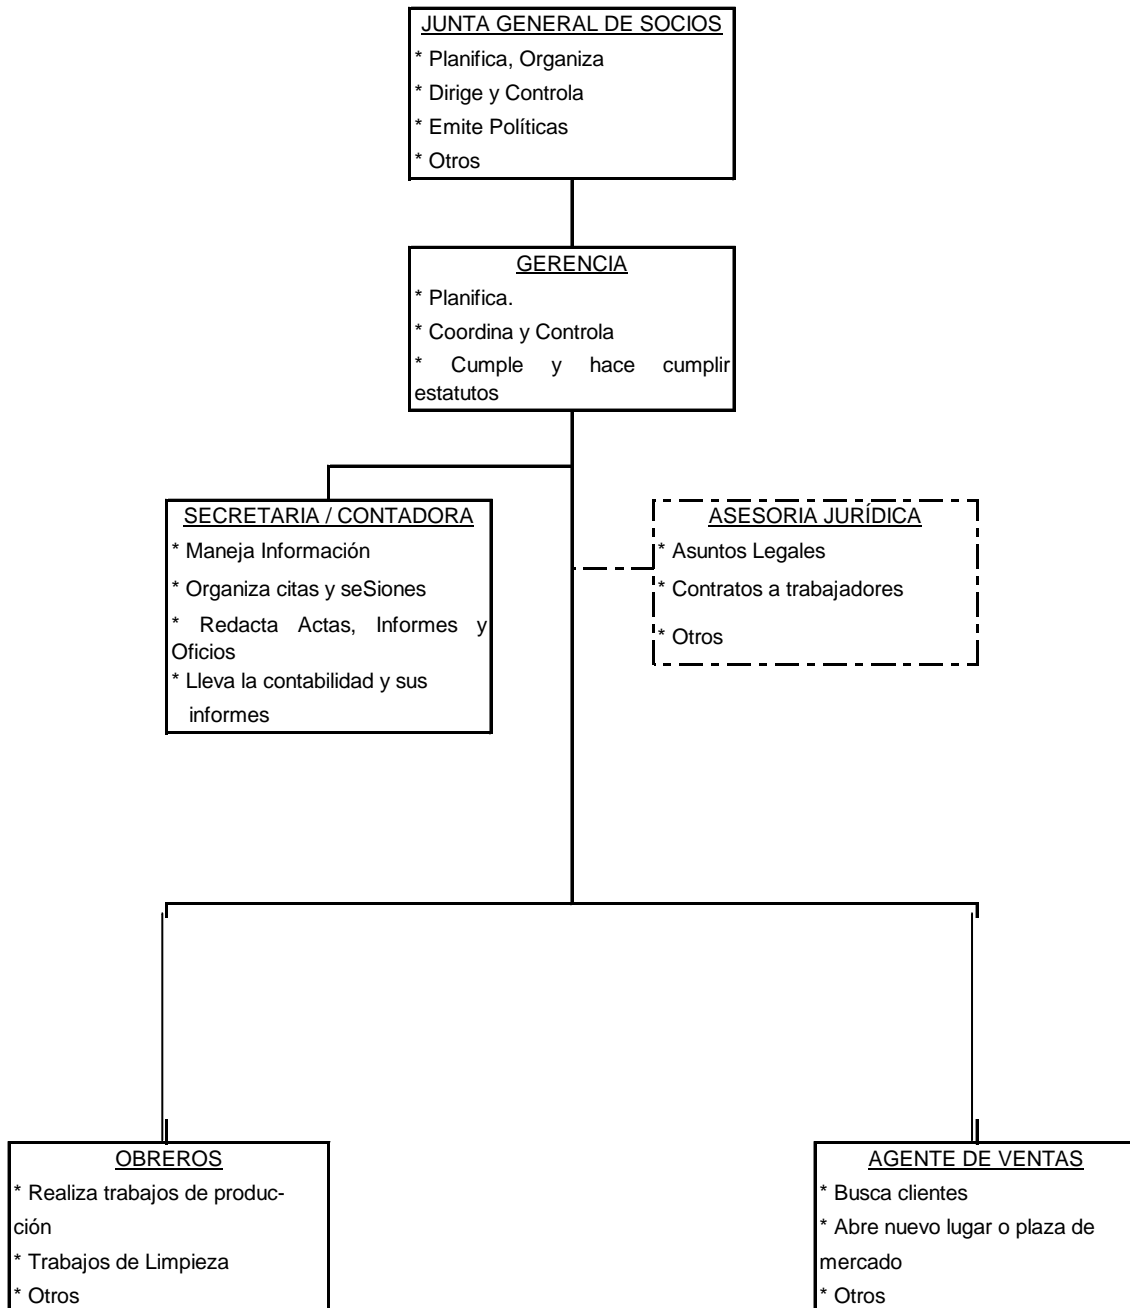 JUNTA GENERAL DE SOCIOS
* Planifica, Organiza
* Dirige y Controla
* Emite Políticas
* Otros
GERENCIA
* Planifica.
* Coordina y Controla
* Cumple y hace cumplir
estatutos
SECRETARIA / CONTADORA
* Maneja Información
* Organiza citas y seSiones
* Redacta Actas, Informes y
Oficios
* Lleva la contabilidad y sus
informes
ASESORIA JURÍDICA
* Asuntos Legales
* Contratos a trabajadores
* Otros
OBREROS
* Realiza trabajos de produc-
ción
* Trabajos de Limpieza
* Otros
AGENTE DE VENTAS
* Busca clientes
* Abre nuevo lugar o plaza de
mercado
* Otros